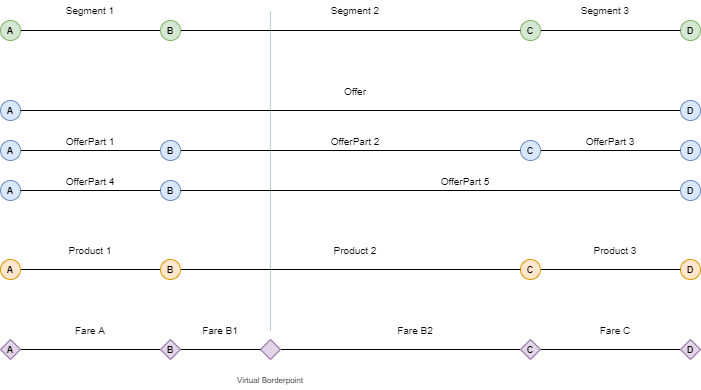 Segment 1 Segment 2 Segment 3
A B C D
Offer
A D
OfferPart 1 OfferPart 2 OfferPart 3
A B C D
OfferPart 4 OfferPart 5
A B D
Product 1 Product 2 Product 3
A B C D
Fare A Fare B1 Fare B2 Fare C
A B C D
Virtual Borderpoint